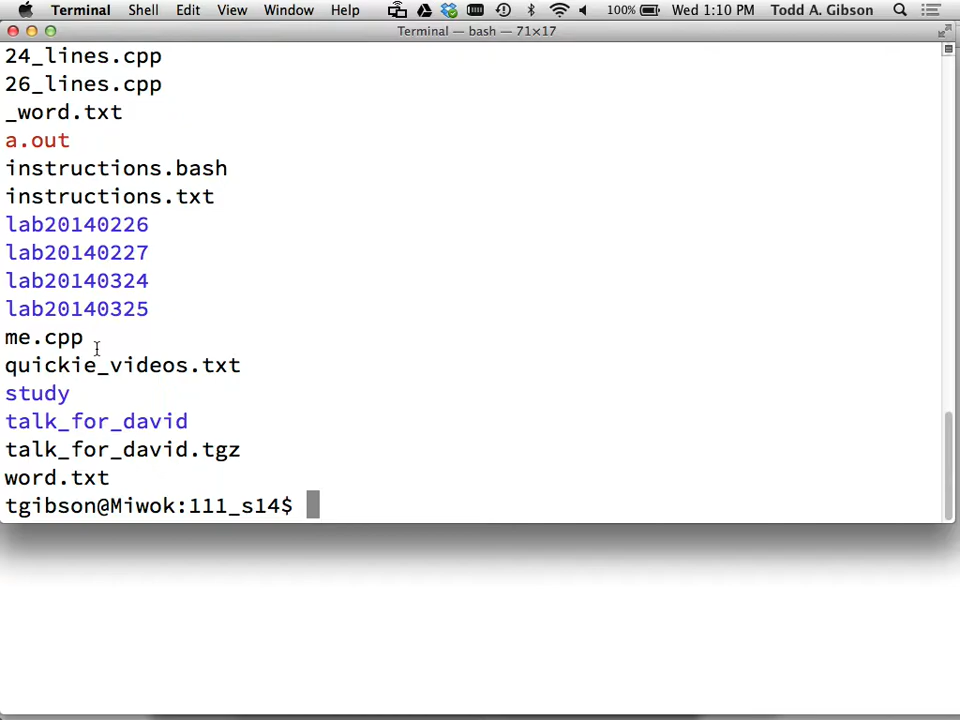 Terminal Shell Edit View Window Help 100% Wed 1:10 PM Todd A. Gibson
Terminal — bash — 71×17
24_lines.cpp
26_lines.cpp
_word.txt
a.out
instructions.bash
instructions.txt
lab20140226
lab20140227
lab20140324
lab20140325
me.cpp
quickie_videos.txt
study
talk_for_david
talk_for_david.tgz
word.txt
tgibson@Miwok:111_s14$